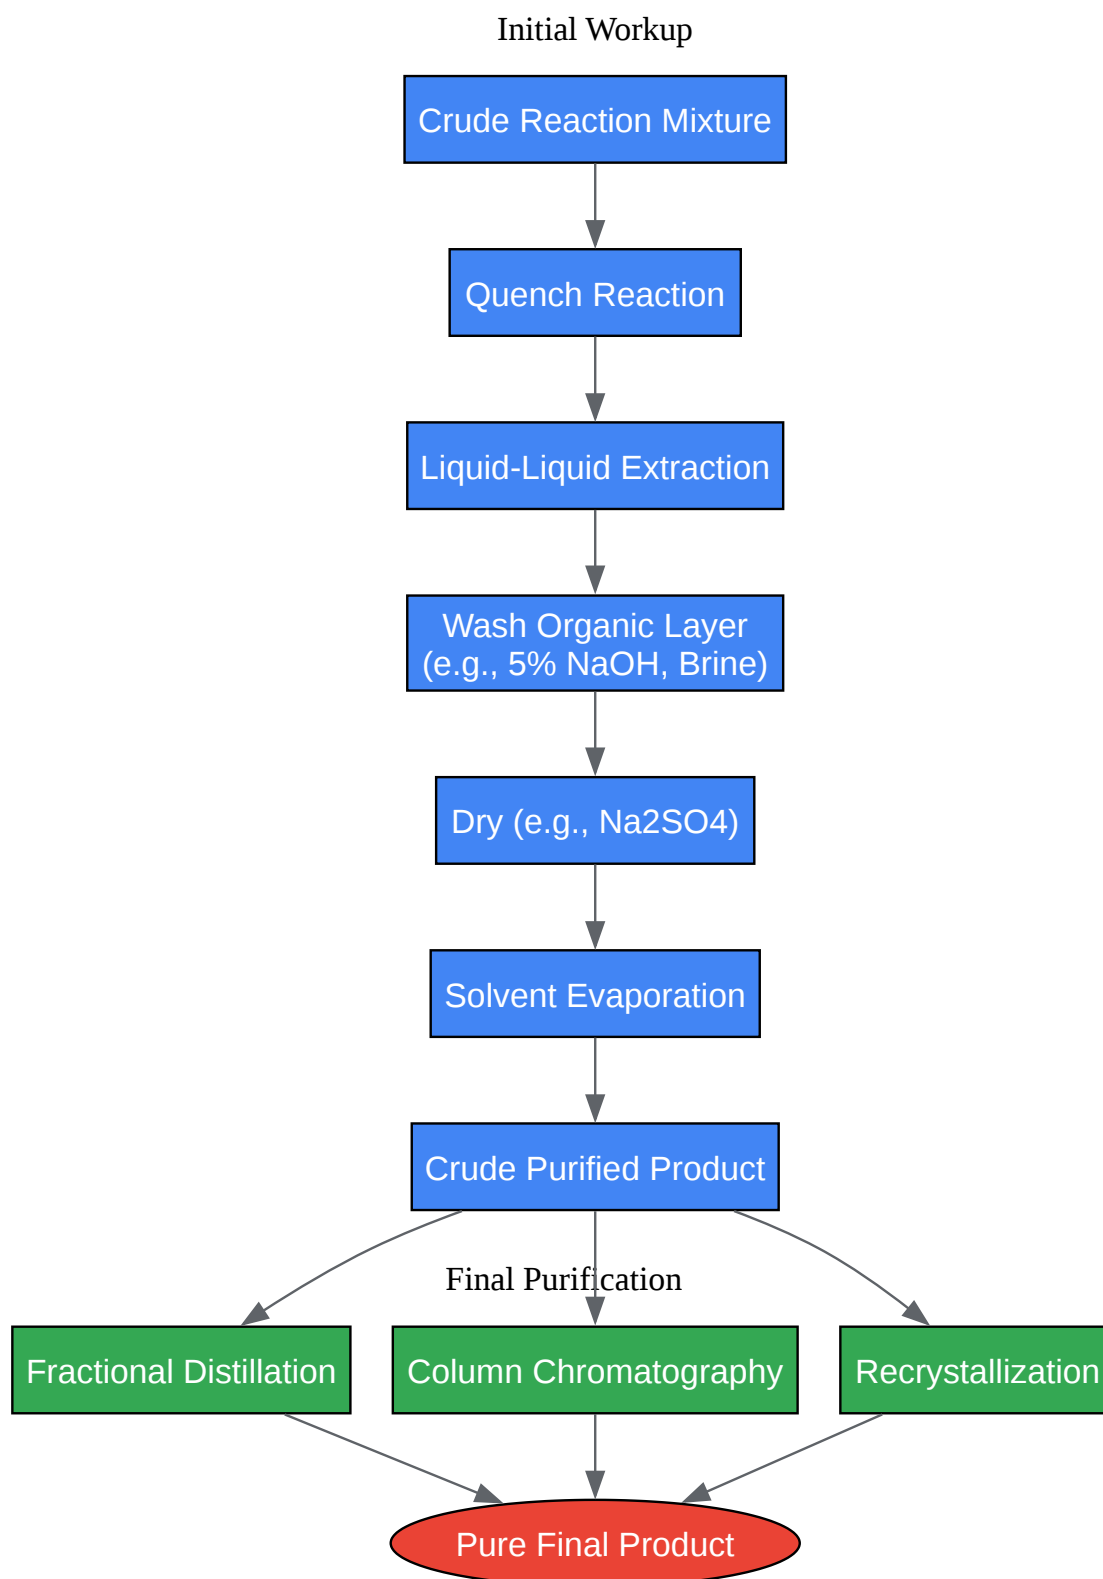 Initial Workup
Crude Reaction Mixture
Quench Reaction
Liquid-Liquid Extraction
Wash Organic Layer
(e.g., 5% NaOH, Brine)
Dry (e.g., Na2SO4)
Solvent Evaporation
Crude Purified Product
Final Purification
Fractional Distillation
Column Chromatography
Recrystallization
Pure Final Product